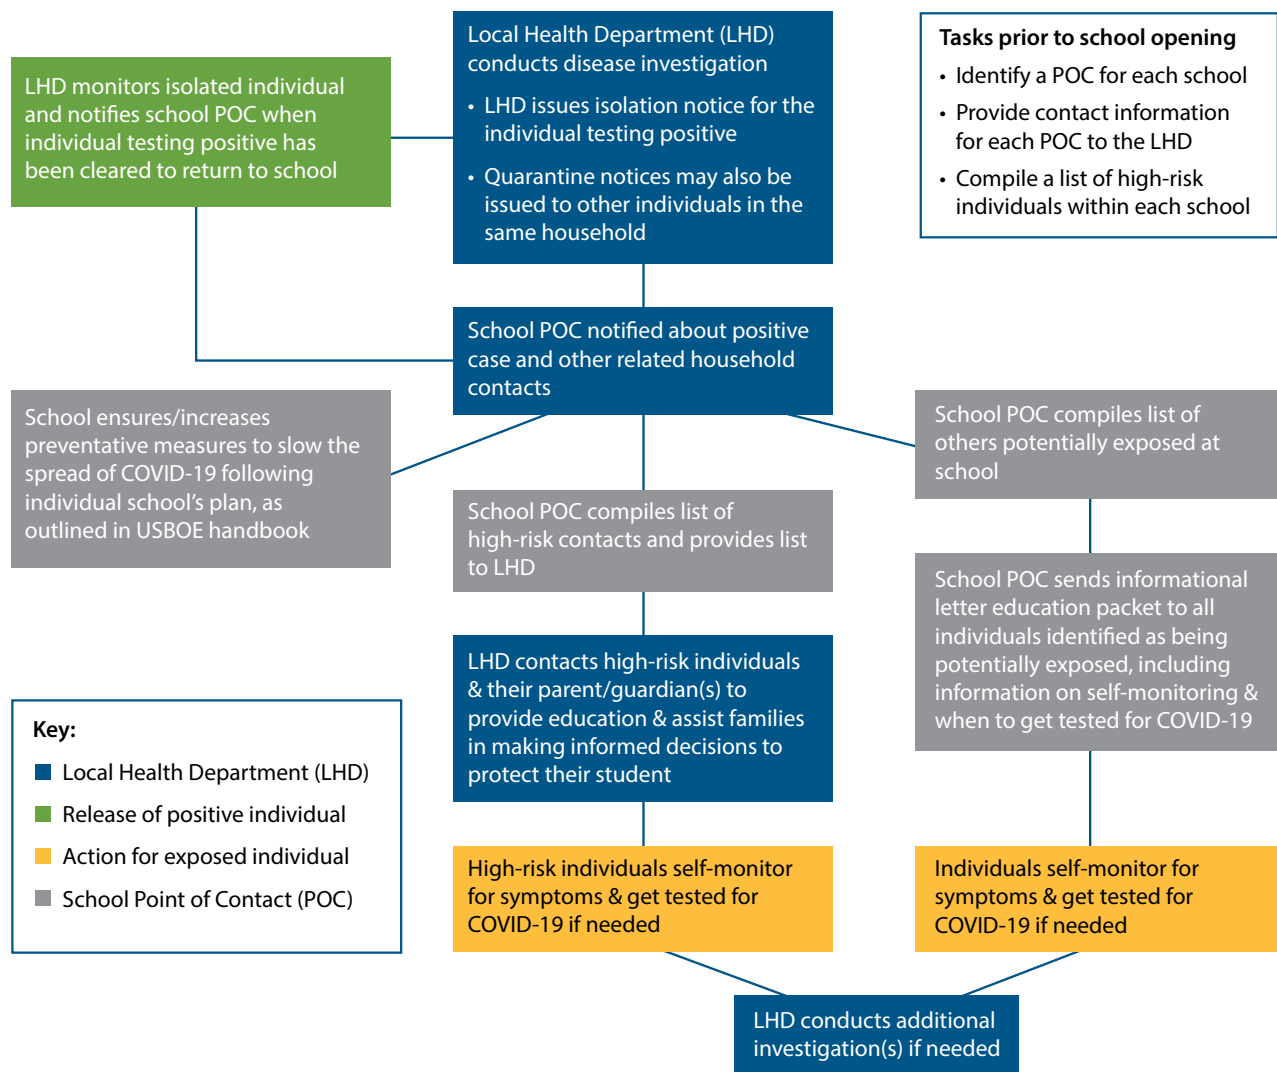 Local Health Department (LHD)
conducts disease investigation
• LHD issues isolation notice for the
individual testing positive
• Quarantine notices may also be
issued to other individuals in the
same household
Tasks prior to school opening
• Identify a POC for each school
• Provide contact information
for each POC to the LHD
• Compile a list of high-risk
individuals within each school
LHD monitors isolated individual
and notifies school POC when
individual testing positive has
been cleared to return to school
School POC notified about positive
case and other related household
contacts
School ensures/increases
preventative measures to slow the
spread of COVID-19 following
individual school's plan, as
outlined in USBOE handbook
School POC compiles list of
high-risk contacts and provides list
to LHD
School POC compiles list of
others potentially exposed at
school
School POC sends informational
letter education packet to all
individuals identified as being
potentially exposed, including
information on self-monitoring &
when to get tested for COVID-19
LHD contacts high-risk individuals
& their parent/guardian(s) to
provide education & assist families
in making informed decisions to
protect their student
Key:
Local Health Department (LHD)
Release of positive individual
Action for exposed individual
School Point of Contact (POC)
High-risk individuals self-monitor
for symptoms & get tested for
COVID-19 if needed
Individuals self-monitor for
symptoms & get tested for
COVID-19 if needed
LHD conducts additional
investigation(s) if needed